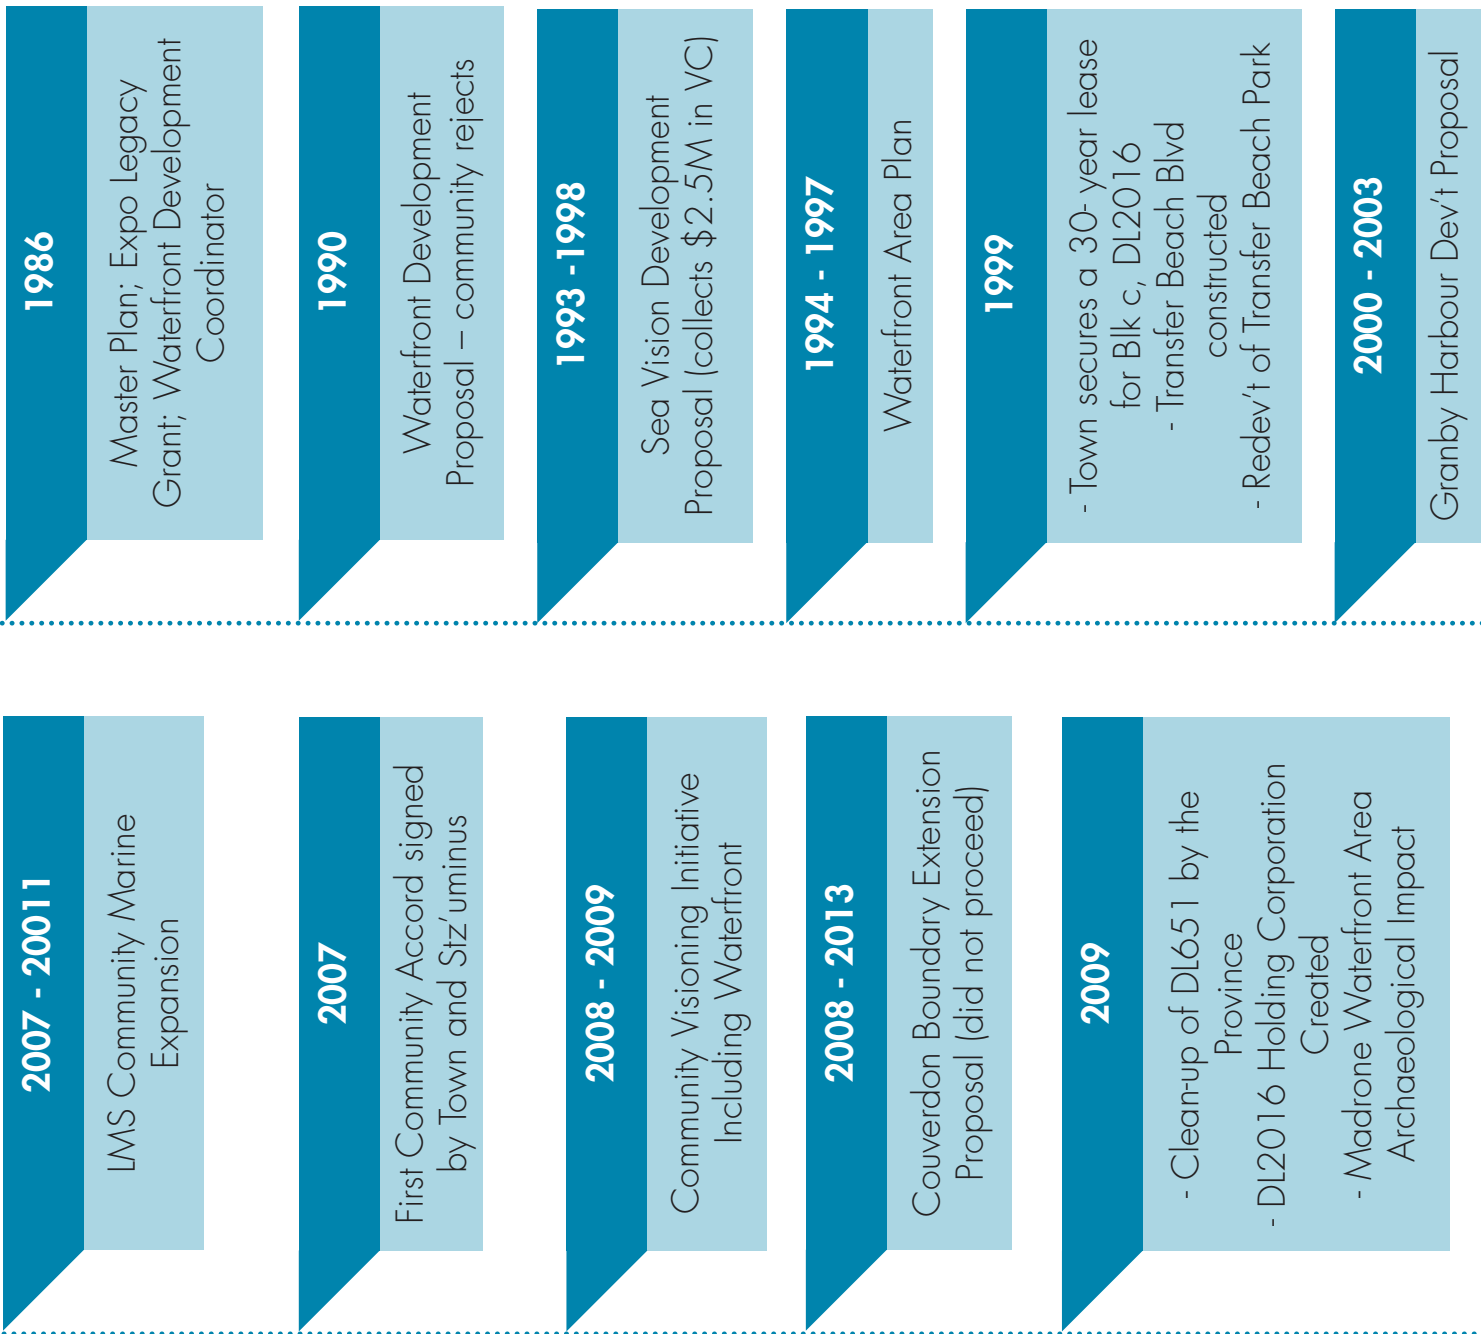 1986
Master Plan; Expo Legacy
Grant; Waterfront Development
Coordinator
1990
Waterfront Development
Proposal – community rejects
1993 -1998
Sea Vision Development
Proposal (collects $2.5M in VC)
1994 - 1997
Waterfront Area Plan
1999
- Town secures a 30- year lease
for Blk c, DL2016
- Transfer Beach Blvd
constructed
- Redev't of Transfer Beach Park
2000 - 2003
Granby Harbour Dev't Proposal
2007 - 20011
LMS Community Marine
Expansion
2007
First Community Accord signed
by Town and Stz'uminus
2008 - 2009
Community Visioning Initiative
Including Waterfront
2008 - 2013
Couverdon Boundary Extension
Proposal (did not proceed)
2009
- Clean-up of DL651 by the
Province
- DL2016 Holding Corporation
Created
- Madrone Waterfront Area
Archaeological Impact